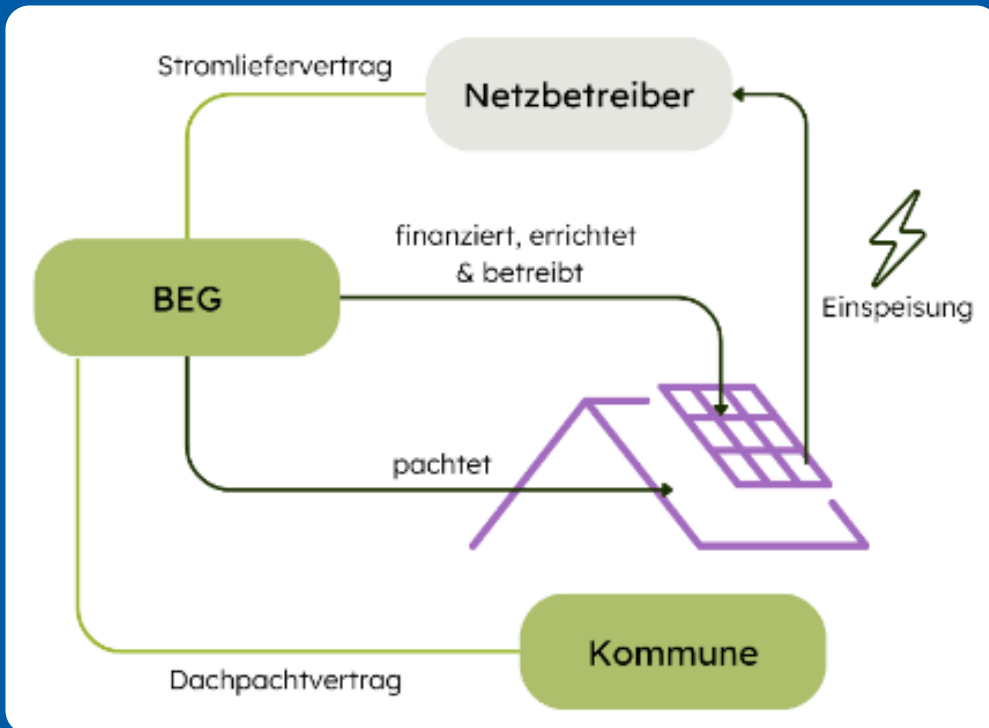 Stromliefervertrag
Netzbetreiber
finanziert, errichtet
& betreibt
BEG
Einspeisung
pachtet
Kommune
Dachpachtvertrag